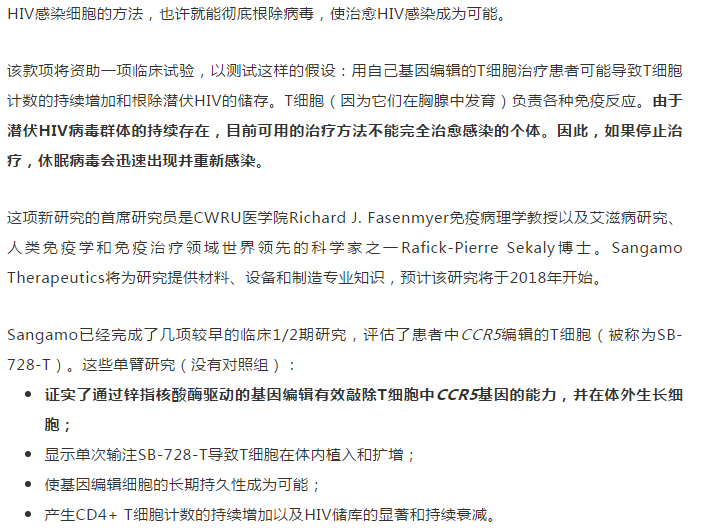 HIV感染细胞的方法，也许就能彻底根除病毒，使治愈HIV感染成为可能。
该款项将资助一项临床试验，以测试这样的假设：用自己基因编辑的T细胞治疗患者可能导致T细胞
计数的持续增加和根除潜伏HIV的储存。T细胞（因为它们在胸腺中发育）负责各种免疫反应。由于
潜伏HIV病毒群体的持续存在，目前可用的治疗方法不能完全治愈感染的个体。因此，如果停止治
疗，休眠病毒会迅速出现并重新感染。
这项新研究的首席研究员是CWRU医学院Richard J. Fasenmyer免疫病理学教授以及艾滋病研究、
人类免疫学和免疫治疗领域世界领先的科学家之一Rafick-Pierre Sekaly博士。Sangamo
Therapeutics将为研究提供材料、设备和制造专业知识，预计该研究将于2018年开始。
Sangamo已经完成了几项较早的临床1/2期研究，评估了患者中CCR5编辑的T细胞（被称为SB-
728-T）。这些单臂研究（没有对照组）：
• 证实了通过锌指核酸酶驱动的基因编辑有效敲除T细胞中CCR5基因的能力，并在体外生长细
胞；
• 显示单次输注SB-728-T导致T细胞在体内植入和扩增；
• 使基因编辑细胞的长期持久性成为可能；
• 产生CD4+ T细胞计数的持续增加以及HIV储库的显著和持续衰减。